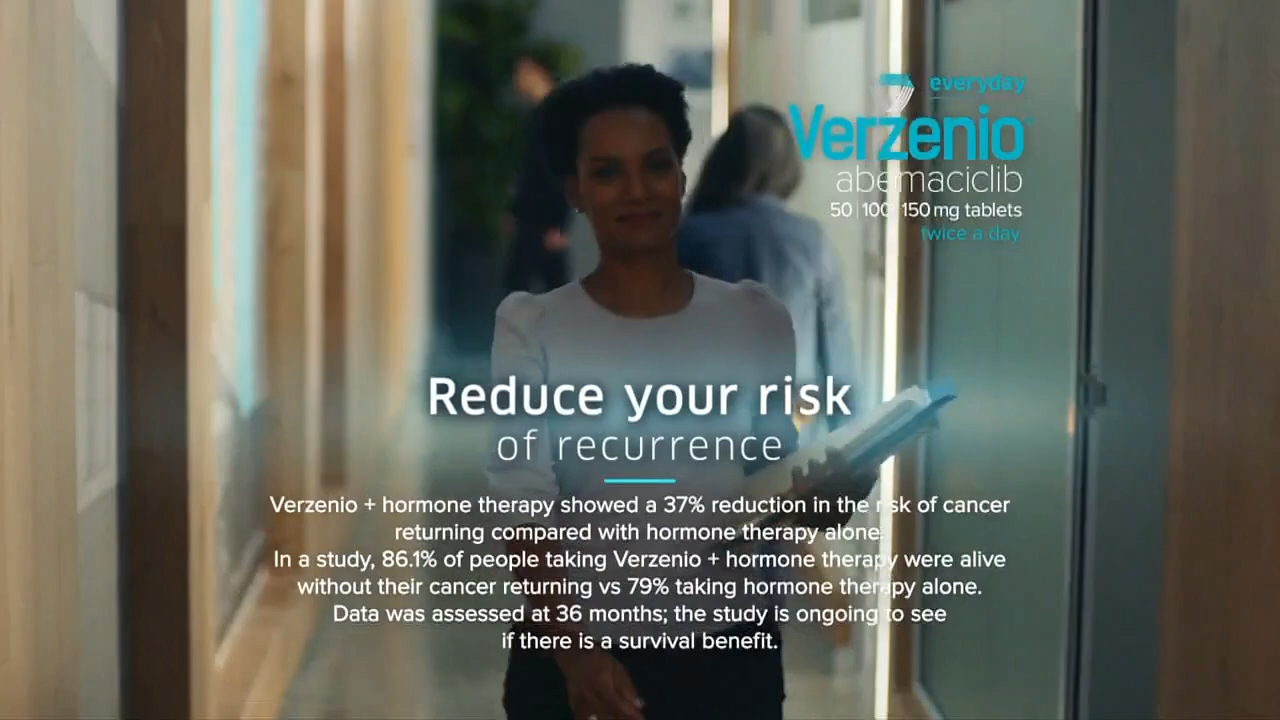 everyday
Verzenio
abemaciclib
50 | 100 | 150 mg tablets
twice a day
Reduce your risk
of recurrence
Verzenio + hormone therapy showed a 37% reduction in the risk of cancer
returning compared with hormone therapy alone.
In a study, 86.1% of people taking Verzenio + hormone therapy were alive
without their cancer returning vs 79% taking hormone therapy alone.
Data was assessed at 36 months; the study is ongoing to see
if there is a survival benefit.